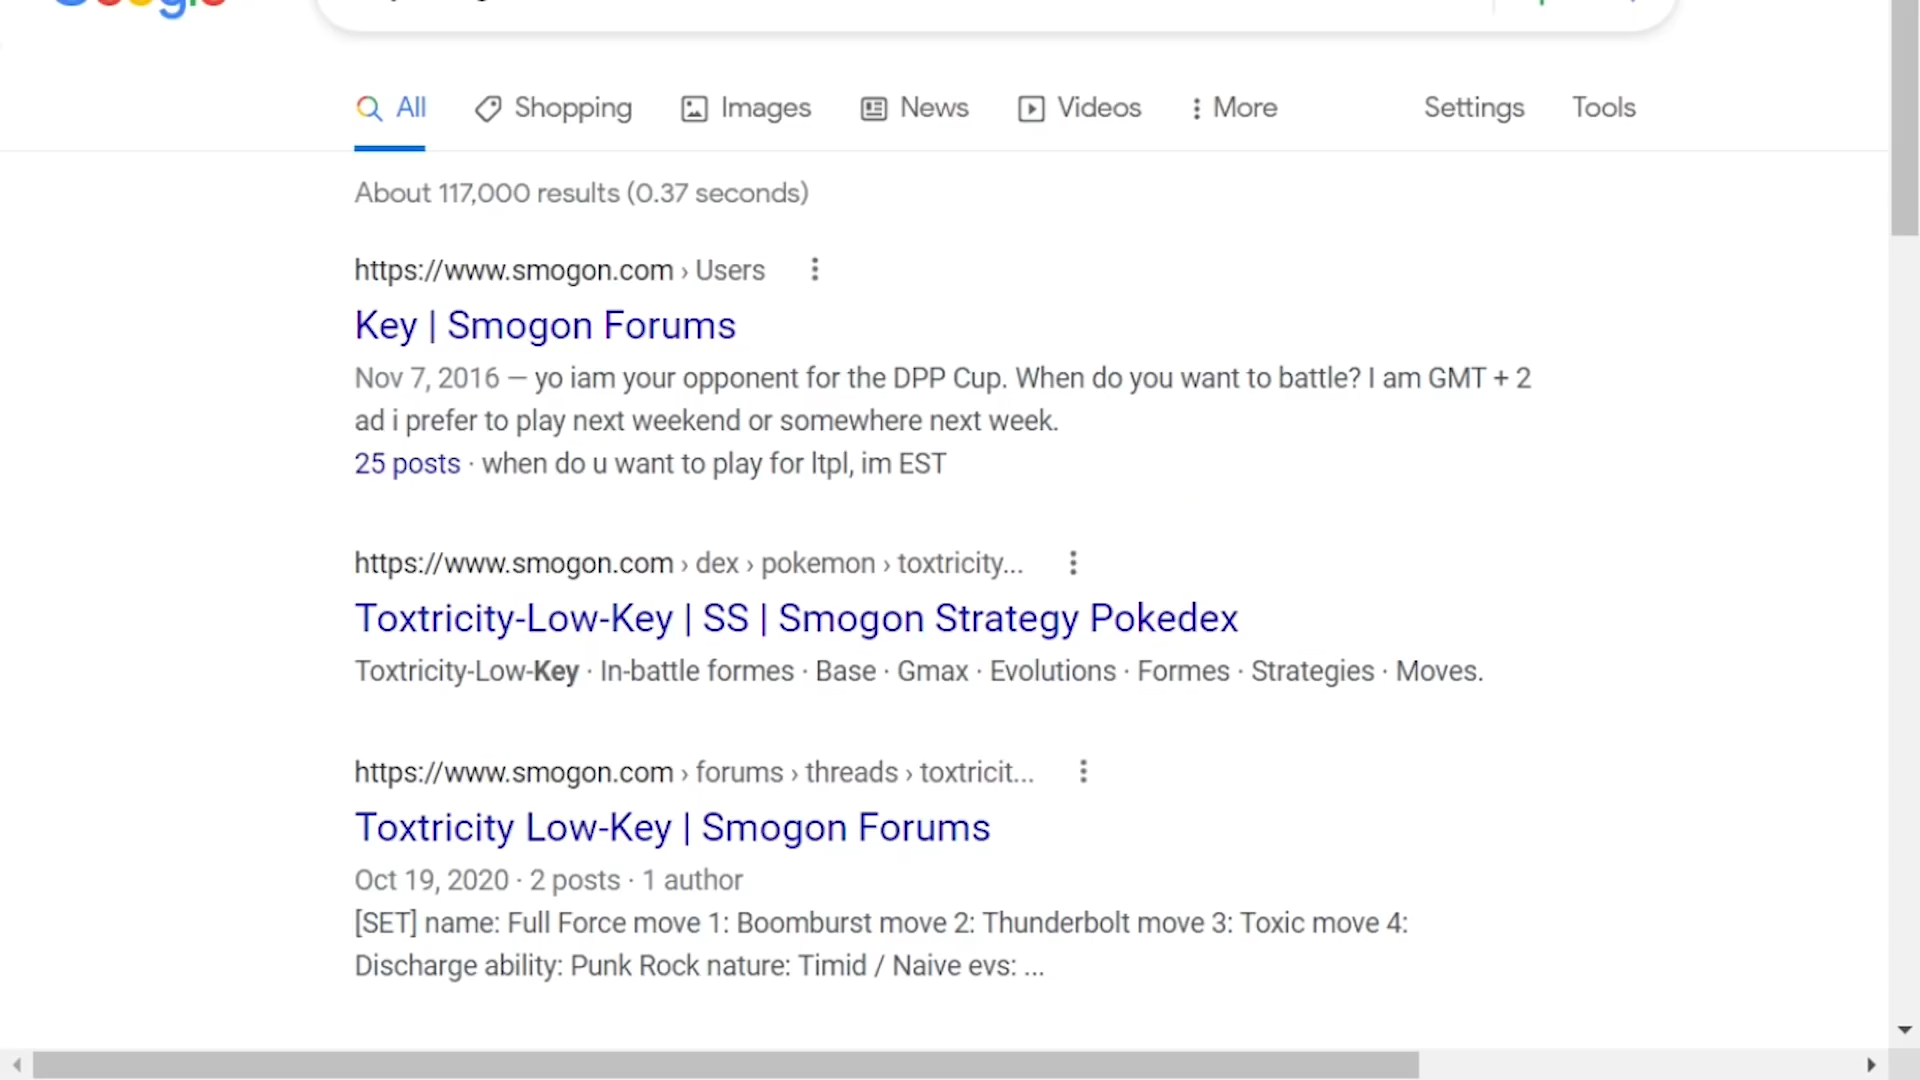 Google
All Shopping Images News Videos More Settings Tools
About 117,000 results (0.37 seconds)
https://www.smogon.com › Users
Key | Smogon Forums
Nov 7, 2016 — yo iam your opponent for the DPP Cup. When do you want to battle? I am GMT + 2
ad i prefer to play next weekend or somewhere next week.
25 posts · when do u want to play for ltpl, im EST
https://www.smogon.com › dex › pokemon › toxtricity...
Toxtricity-Low-Key | SS | Smogon Strategy Pokedex
Toxtricity-Low-Key · In-battle formes · Base · Gmax · Evolutions · Formes · Strategies · Moves.
https://www.smogon.com › forums › threads › toxtricit...
Toxtricity Low-Key | Smogon Forums
Oct 19, 2020 · 2 posts · 1 author
[SET] name: Full Force move 1: Boomburst move 2: Thunderbolt move 3: Toxic move 4:
Discharge ability: Punk Rock nature: Timid / Naive evs: ...